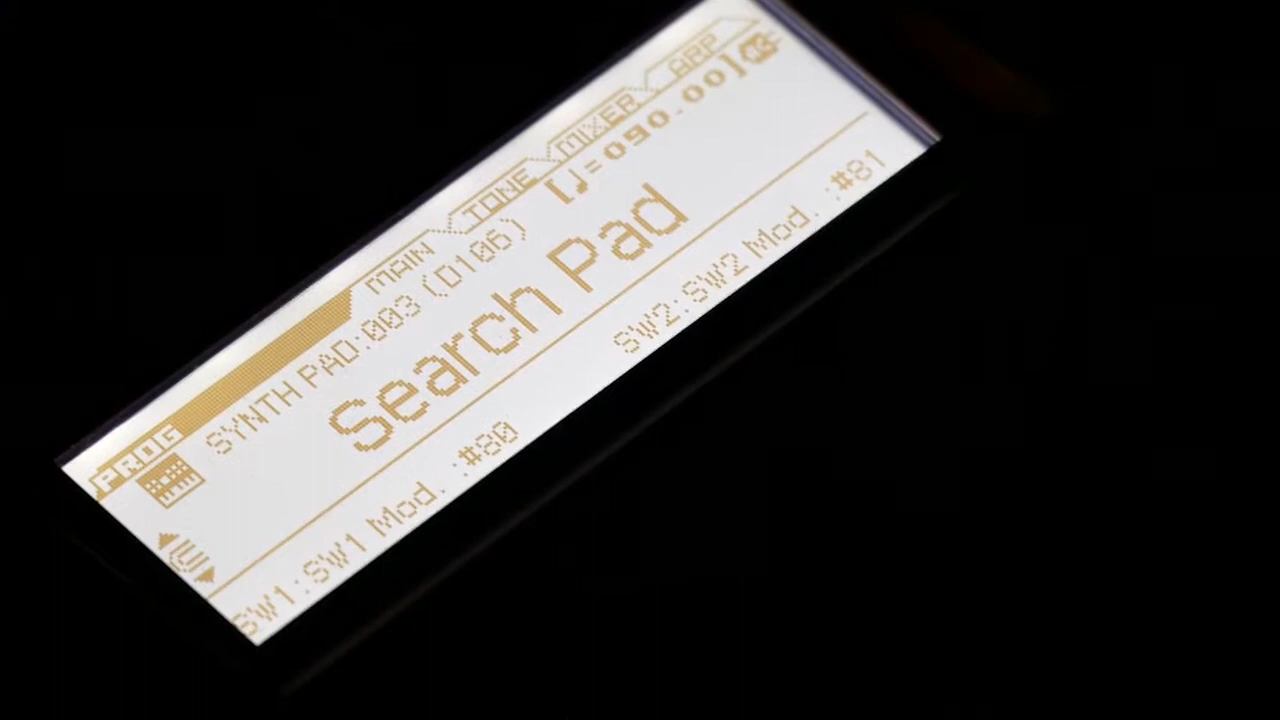 PROG MAIN TONE MIXER ARP
SYNTH PAD:003 (D106) [♩=090.00]
Search Pad
SW1:SW1 Mod. :#80 SW2:SW2 Mod. :#81